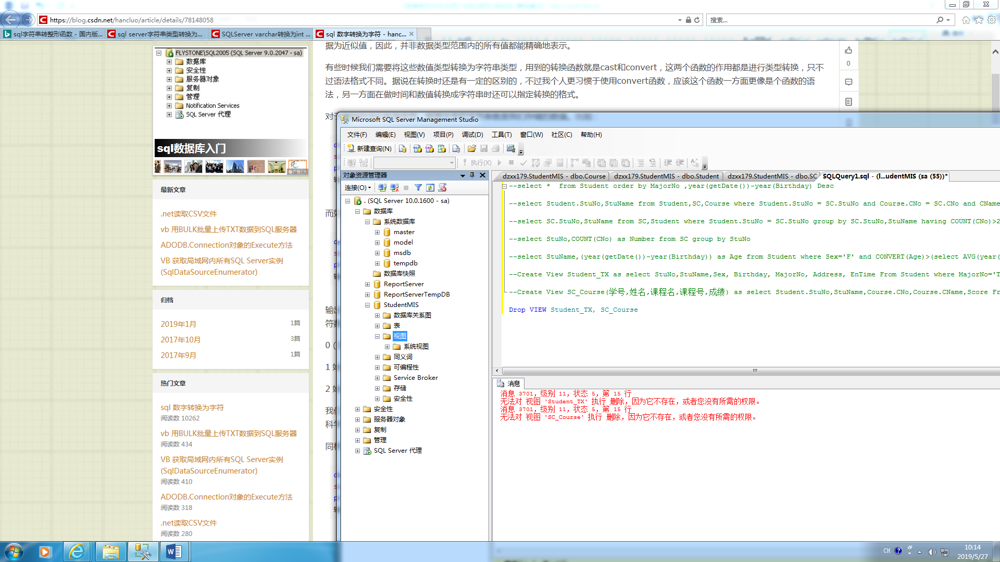 https://blog.csdn.net/hancluo/article/details/78148058
搜索...
sql字符串转整形函数 - 国内版...
sql server字符串类型转换为...
SQLServer varchar转换为int ...
sql 数字转换为字符 - hanc...
FLYSTONE\SQL2005 (SQL Server 9.0.2047 - sa)
数据库
安全性
服务器对象
复制
管理
Notification Services
SQL Server 代理
sql数据库入门
最新文章
.net读取CSV文件
vb 用BULK批量上传TXT数据到SQL服务器
ADODB.Connection对象的Execute方法
VB 获取局域网内所有SQL Server实例
(SqlDataSourceEnumerator)
归档
2019年1月 1篇
2017年10月 3篇
2017年9月 1篇
热门文章
sql 数字转换为字符
阅读数 10262
vb 用BULK批量上传TXT数据到SQL服务器
阅读数 434
VB 获取局域网内所有SQL Server实例
(SqlDataSourceEnumerator)
阅读数 410
ADODB.Connection对象的Execute方法
阅读数 318
.net读取CSV文件
阅读数 280
据为近似值，因此，并非数据类型范围内的所有值都能精确地表示。
有些时候我们需要将这些数值类型转换为字符串类型，用到的转换函数就是cast和convert，这两个函数的作用都是进行类型转换，只不
过语法格式不同。据说在转换时还是有一定的区别的，不过我个人更习惯于使用convert函数，应该这个函数一方面更像是个函数的语
法，另一方面在做时间和数值转换成字符串时还可以指定转换的格式。
0
对于
输出
符数
0 (
1
2
我们
科学
Microsoft SQL Server Management Studio
文件(F) 编辑(E) 视图(V) 项目(P) 调试(D) 工具(T) 窗口(W) 社区(C) 帮助(H)
新建查询(N)
执行(X)
对象资源管理器
连接(O)
. (SQL Server 10.0.1600 - sa)
数据库
系统数据库
master
model
msdb
tempdb
数据库快照
ReportServer
ReportServerTempDB
StudentMIS
数据库关系图
表
视图
系统视图
同义词
可编程性
Service Broker
存储
安全性
安全性
服务器对象
复制
管理
SQL Server 代理
dzxx179.StudentMIS - dbo.Course
dzxx179.StudentMIS - dbo.Student
dzxx179.StudentMIS - dbo.SC
SQLQuery1.sql - (l...udentMIS (sa (55))*
--select *  from Student order by MajorNo ,year(getDate())-year(Birthday) Desc
--select Student.StuNo,StuName from Student,SC,Course where Student.StuNo = SC.StuNo and Course.CNo = SC.CNo and CName
--select SC.StuNo,StuName from SC,Student where Student.StuNo = SC.StuNo group by SC.StuNo,StuName having COUNT(CNo)>2
--select StuNo,COUNT(CNo) as Number from SC group by StuNo
--select StuName,(year(getDate())-year(Birthday)) as Age from Student where Sex='F' and CONVERT(Age)>(select AVG(year(
--Create View Student_TX as select StuNo,StuName,Sex, Birthday, MajorNo, Address, EnTime From Student where MajorNo='T
--Create View SC_Course(学号,姓名,课程名,课程号,成绩) as select Student.StuNo,StuName,Course.CNo,Course.CName,Score Fr
Drop VIEW Student_TX, SC_Course
消息
消息 3701，级别 11，状态 5，第 15 行
无法对 视图 'Student_TX' 执行 删除，因为它不存在，或者您没有所需的权限。
消息 3701，级别 11，状态 5，第 15 行
无法对 视图 'SC_Course' 执行 删除，因为它不存在，或者您没有所需的权限。
CH
10:14
2019/5/27